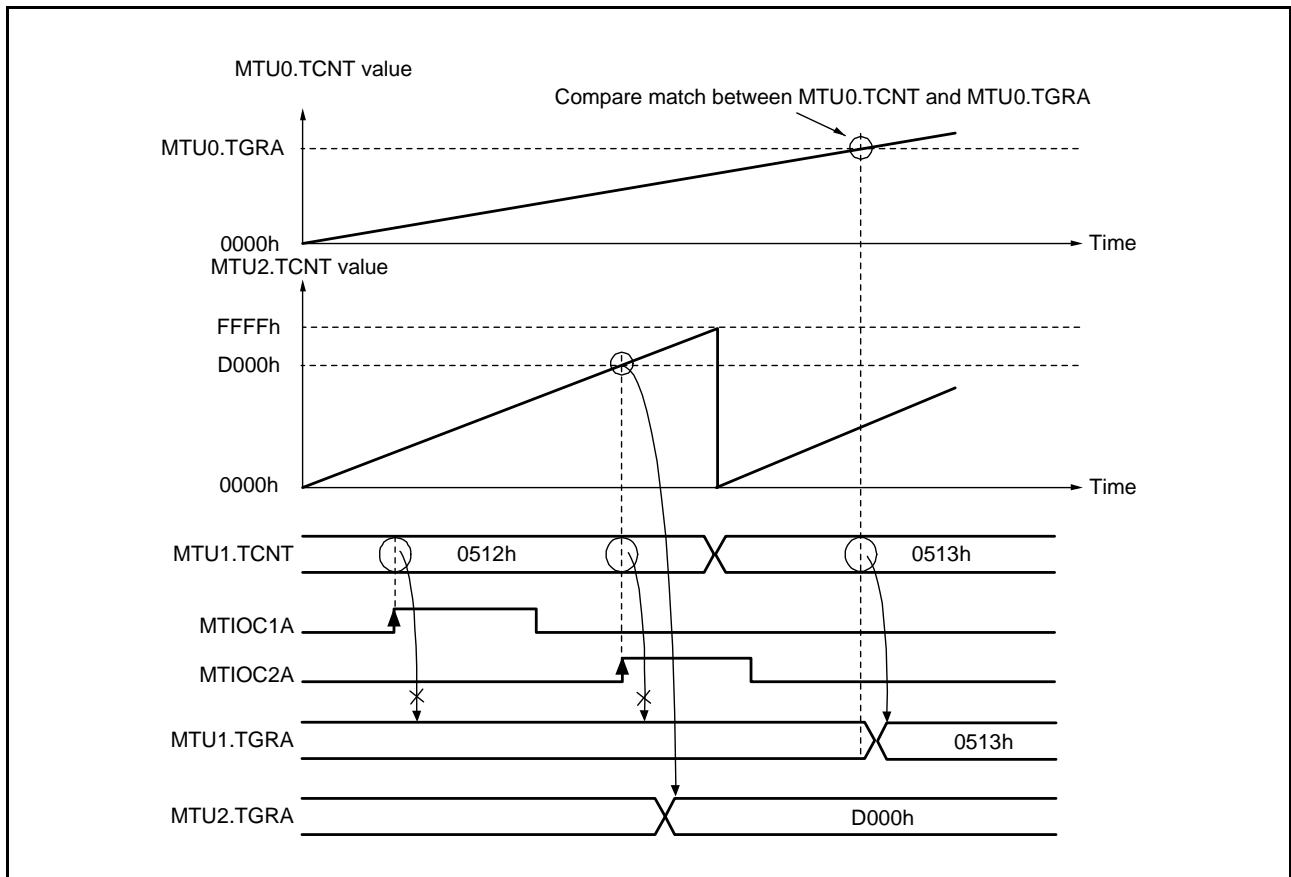 MTU0.TCNT value
Compare match between MTU0.TCNT and MTU0.TGRA
MTU0.TGRA
0000h
Time
MTU2.TCNT value
FFFFh
D000h
0000h
Time
MTU1.TCNT
0512h
0513h
MTIOC1A
MTIOC2A
MTU1.TGRA
0513h
MTU2.TGRA
D000h